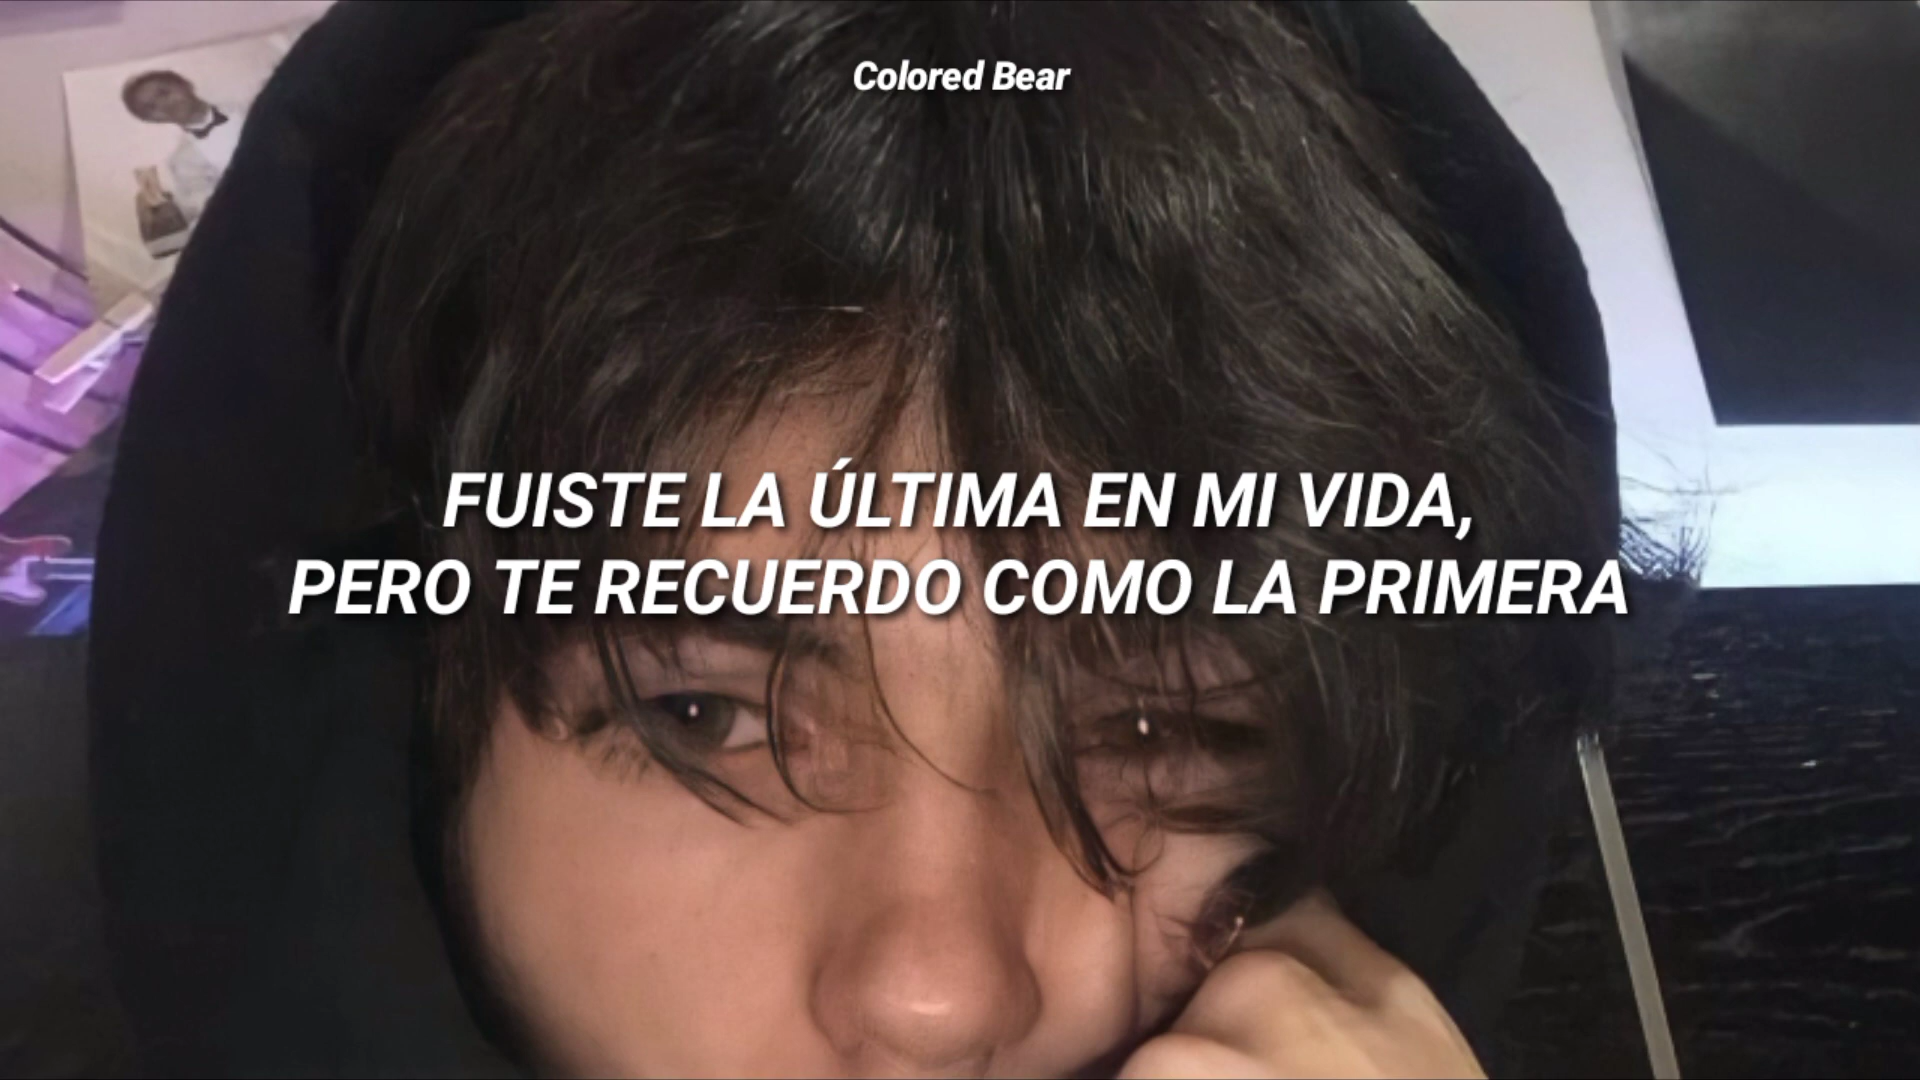 Colored Bear
FUISTE LA ÚLTIMA EN MI VIDA,
PERO TE RECUERDO COMO LA PRIMERA